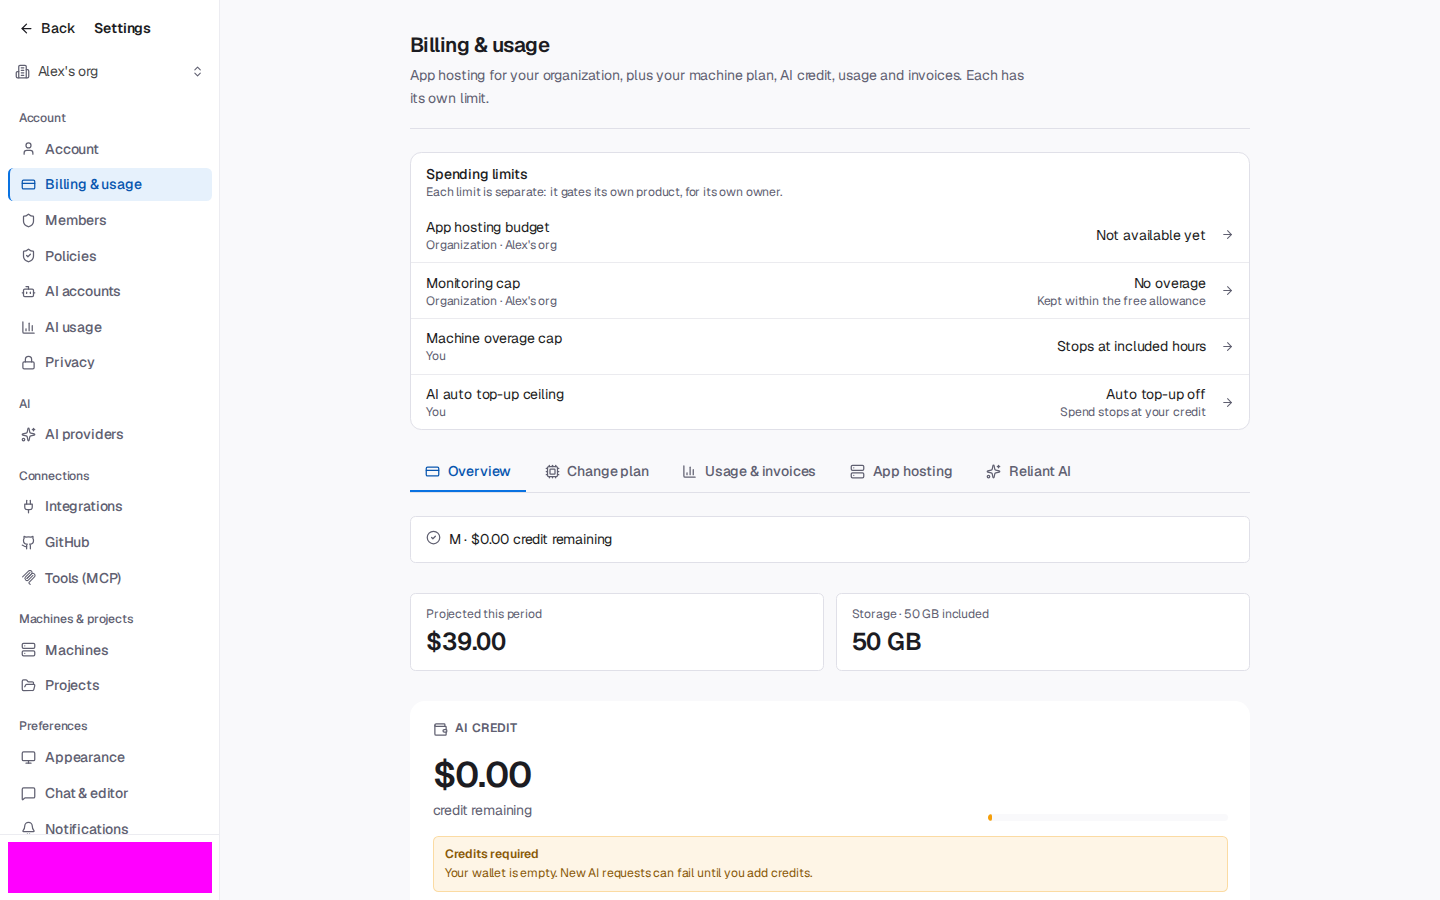 Back Settings
Alex's org
Account
Account
Billing & usage
Members
Policies
AI accounts
AI usage
Privacy
AI
AI providers
Connections
Integrations
GitHub
Tools (MCP)
Machines & projects
Machines
Projects
Preferences
Appearance
Chat & editor
Notifications
Billing & usage
App hosting for your organization, plus your machine plan, AI credit, usage and invoices. Each has
its own limit.
Spending limits
Each limit is separate: it gates its own product, for its own owner.
App hosting budget
Organization · Alex's org
Not available yet
Monitoring cap
Organization · Alex's org
No overage
Kept within the free allowance
Machine overage cap
You
Stops at included hours
AI auto top-up ceiling
You
Auto top-up off
Spend stops at your credit
Overview Change plan Usage & invoices App hosting Reliant AI
M · $0.00 credit remaining
Projected this period
$39.00
Storage · 50 GB included
50 GB
AI CREDIT
$0.00
credit remaining
Credits required
Your wallet is empty. New AI requests can fail until you add credits.